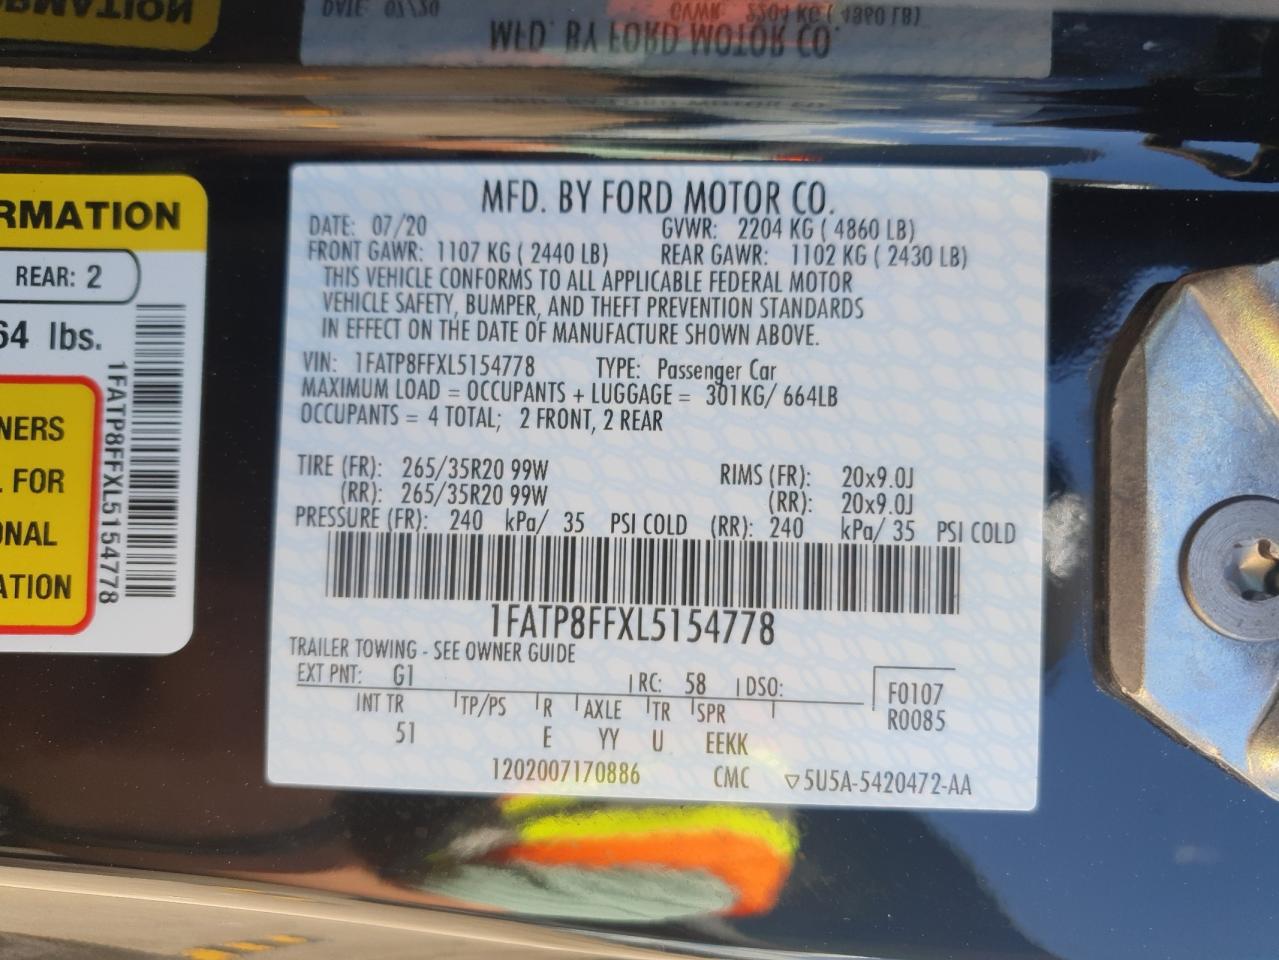 RMATION
REAR: 2
64 lbs.
NERS
FOR
ONAL
ATION
1FATP8FFXL5154778
MFD. BY FORD MOTOR CO.
DATE: 07/20 GVWR: 2204 KG ( 4860 LB)
FRONT GAWR: 1107 KG ( 2440 LB) REAR GAWR: 1102 KG ( 2430 LB)
THIS VEHICLE CONFORMS TO ALL APPLICABLE FEDERAL MOTOR
VEHICLE SAFETY, BUMPER, AND THEFT PREVENTION STANDARDS
IN EFFECT ON THE DATE OF MANUFACTURE SHOWN ABOVE.
VIN: 1FATP8FFXL5154778 TYPE: Passenger Car
MAXIMUM LOAD = OCCUPANTS + LUGGAGE = 301KG/ 664LB
OCCUPANTS = 4 TOTAL; 2 FRONT, 2 REAR
TIRE (FR): 265/35R20 99W RIMS (FR): 20x9.0J
(RR): 265/35R20 99W (RR): 20x9.0J
PRESSURE (FR): 240 kPa/ 35 PSI COLD (RR): 240 kPa/ 35 PSI COLD
1FATP8FFXL5154778
TRAILER TOWING - SEE OWNER GUIDE
EXT PNT: G1 RC: 58 DSO: F0107
INT TR TP/PS R AXLE TR SPR R0085
51 E YY U EEKK
1202007170886 CMC ▽5U5A-5420472-AA